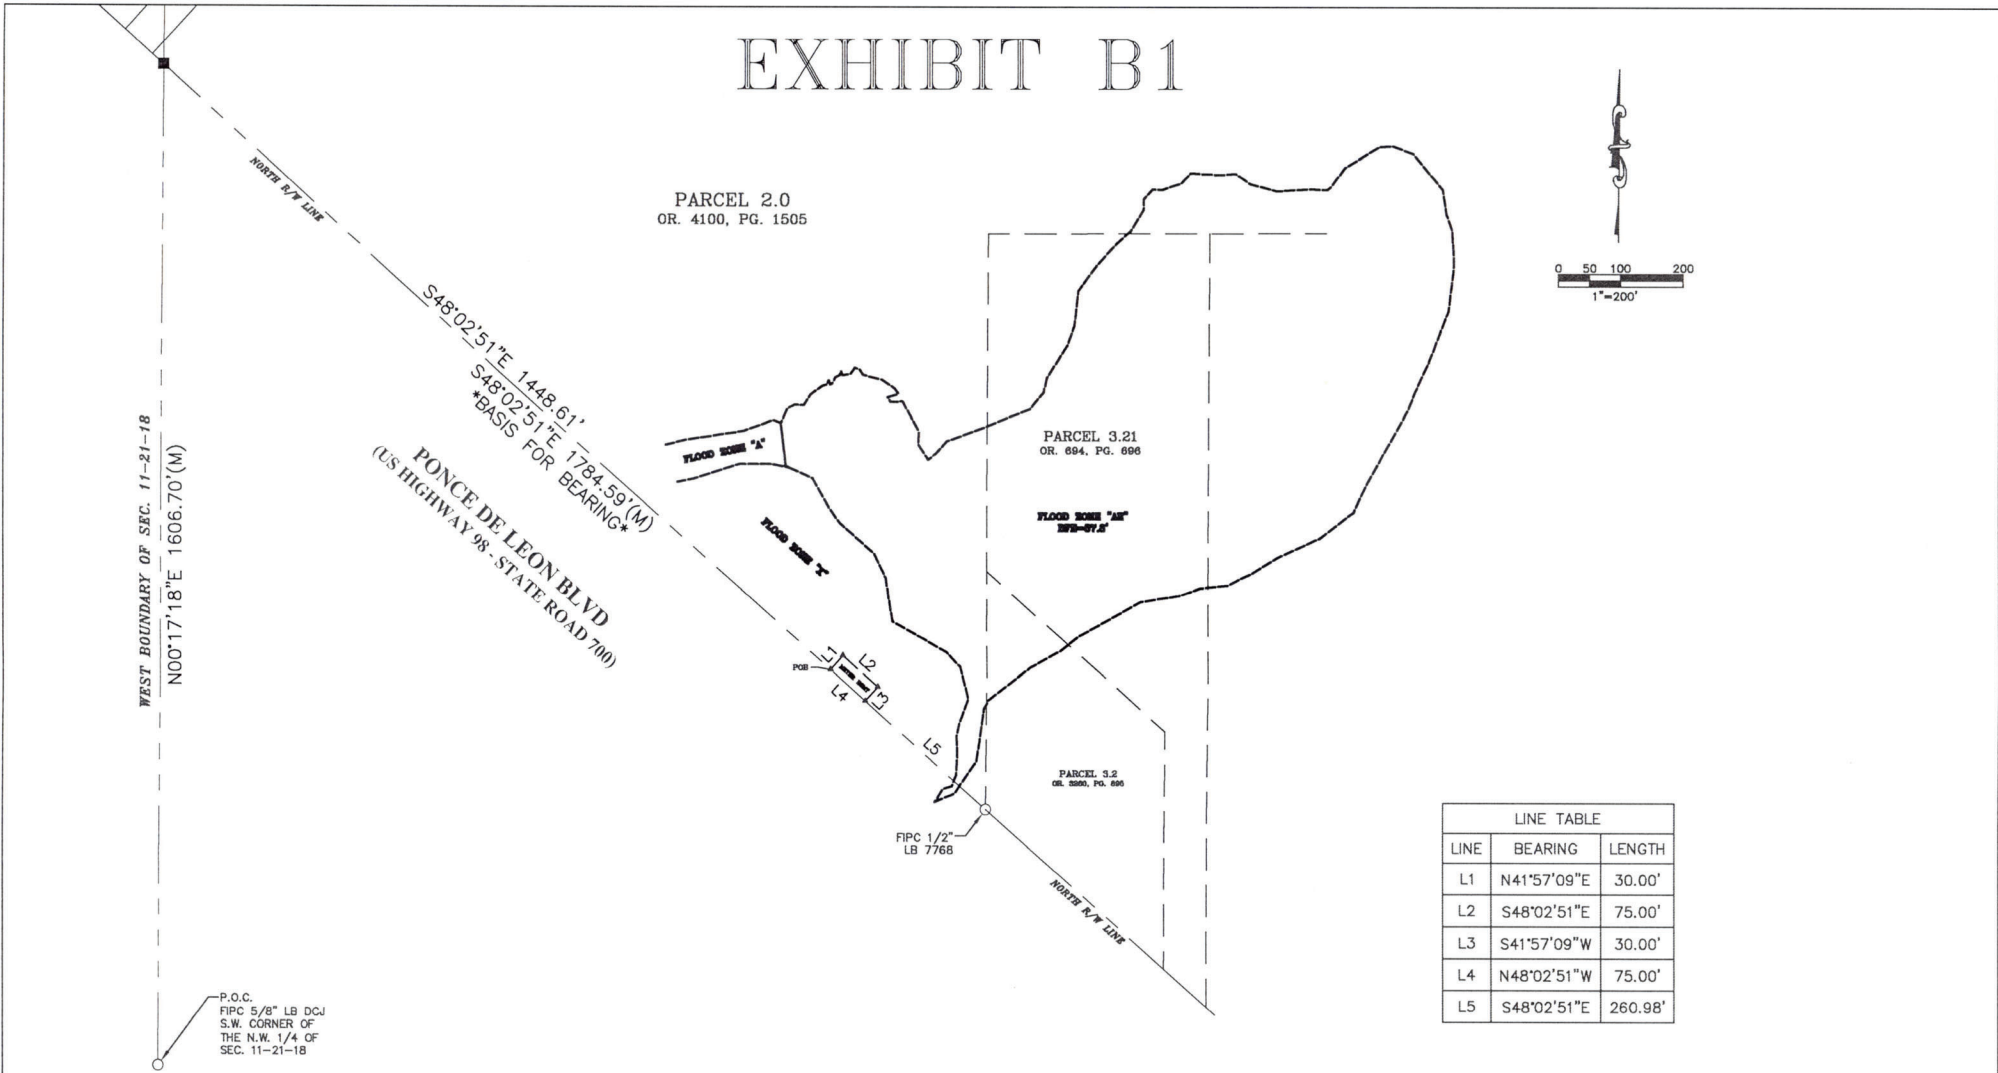 EXHIBIT B1
NORTH R/W LINE
PARCEL 2.0
OR. 4100, PG. 1505
0 50 100 200
1"=200'
S48°02'51"E 1448.61'
S48°02'51"E 1784.59'(M)
*BASIS FOR BEARING*
WEST BOUNDARY OF SEC. 11-21-18
N00°17'18"E 1606.70'(M)
PONCE DE LEON BLVD
(US HIGHWAY 98 - STATE ROAD 700)
FLOOD ZONE "A"
PARCEL 3.21
OR. 694, PG. 696
FLOOD ZONE "AE"
FLOOD ZONE
POB
L1
L2
L3
L4
L5
PARCEL 3.2
FIPC 1/2"
LB 7768
NORTH R/W LINE
P.O.C.
FIPC 5/8" LB DCJ
S.W. CORNER OF
THE N.W. 1/4 OF
SEC. 11-21-18
LINE TABLE
LINE BEARING LENGTH
L1 N41°57'09"E 30.00'
L2 S48°02'51"E 75.00'
L3 S41°57'09"W 30.00'
L4 N48°02'51"W 75.00'
L5 S48°02'51"E 260.98'